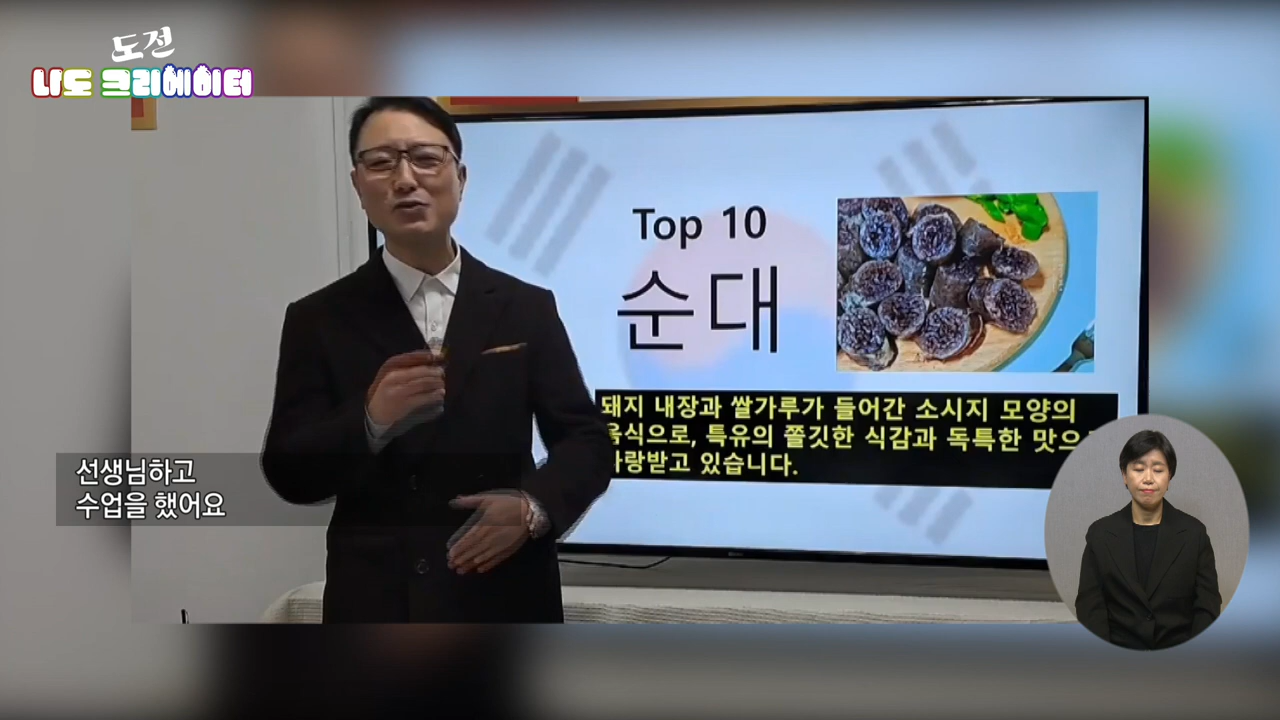 도전
나도 크리에이터
Top 10
순대
돼지 내장과 쌀가루가 들어간 소시지 모양의
음식으로, 특유의 쫄깃한 식감과 독특한 맛으
사랑받고 있습니다.
선생님하고
수업을 했어요